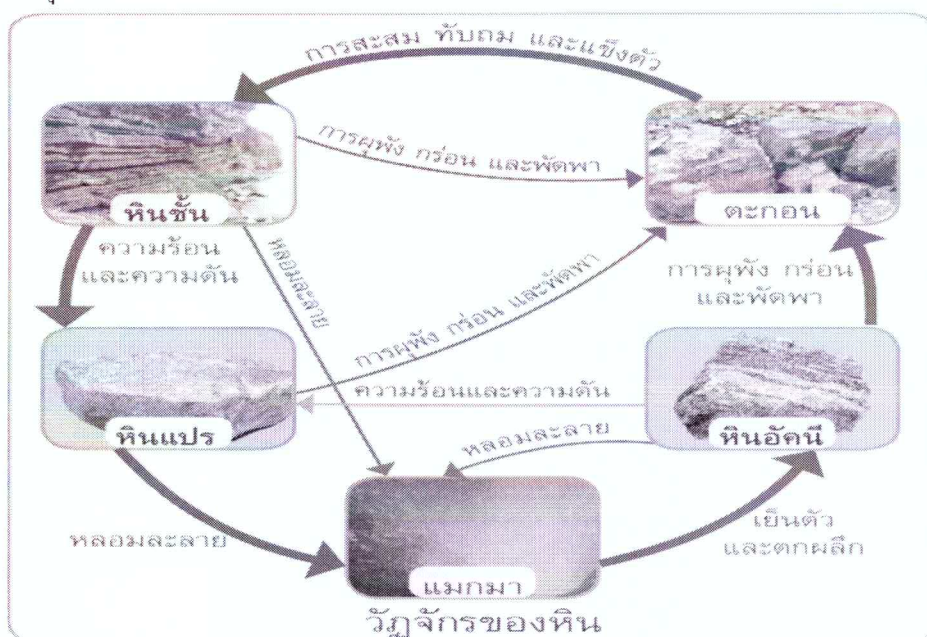 การสะสม ทับถม และแข็งตัว
การผุพัง กร่อน และพัดพา
หินชั้น
ตะกอน
ความร้อน
และความดัน
หลอมละลาย
การผุพัง กร่อน และพัดพา
การผุพัง กร่อน
และพัดพา
ความร้อนและความดัน
หินแปร
หลอมละลาย
หินอัคนี
หลอมละลาย
เย็นตัว
และตกผลึก
แมกมา
วัฏจักรของหิน